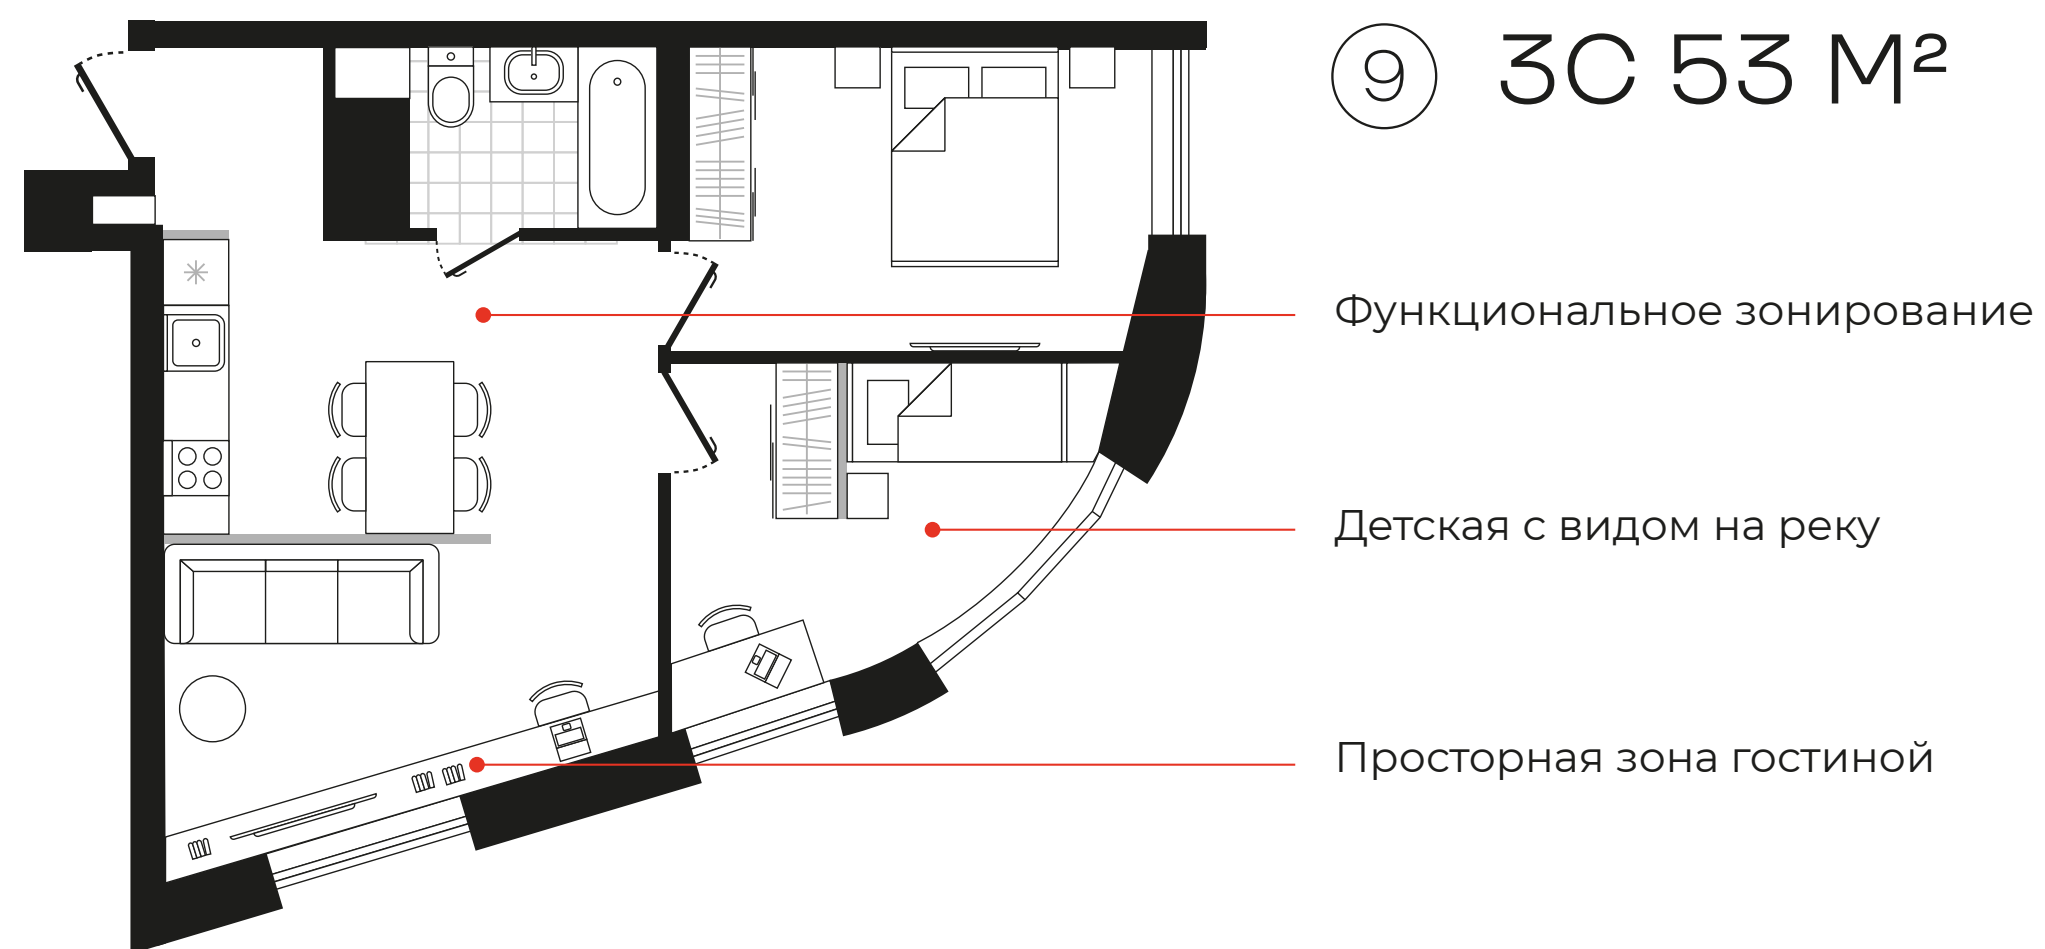 9
3С 53 М²
Функциональное зонирование
Детская с видом на реку
Просторная зона гостиной